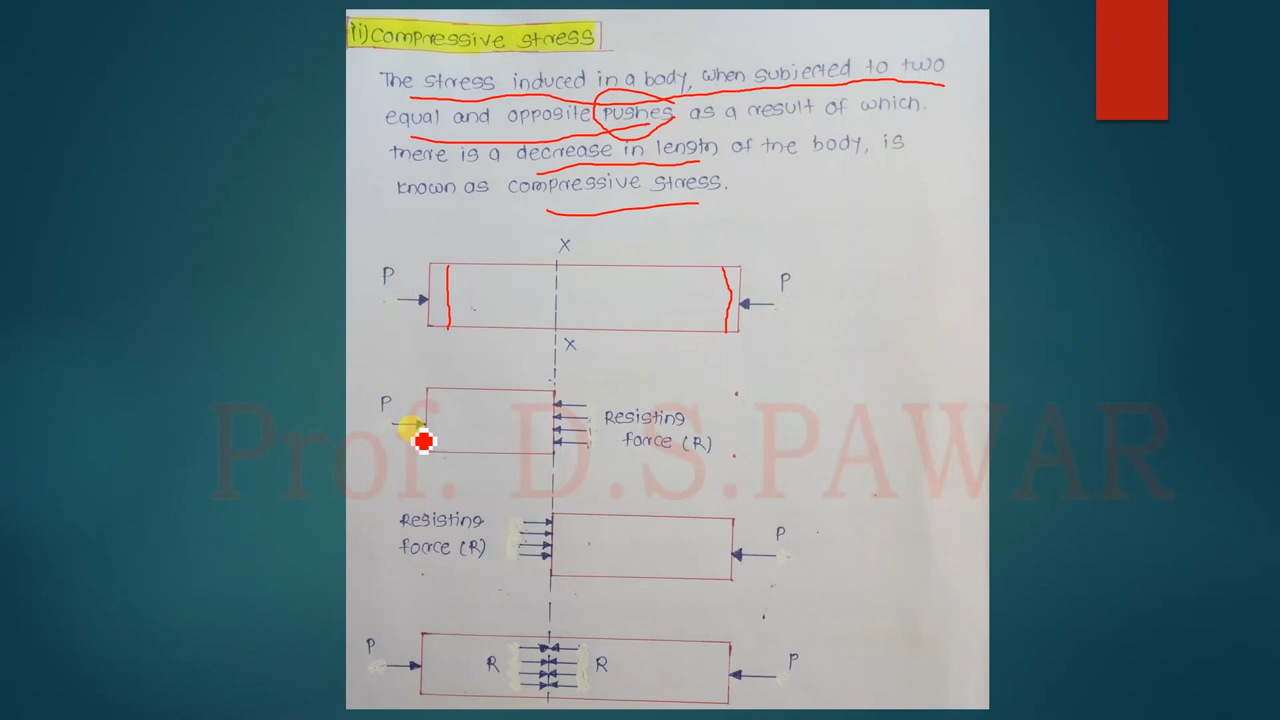 (ii) Compressive stress
The stress induced in a body, when subjected to two
equal and opposite pushes as a result of which
there is a decrease in length of the body, is
known as compressive stress.
X
P
P
X
P
Resisting
force (R)
Prof. D.S.PAWAR
Resisting
force (R)
P
P
R
R
P